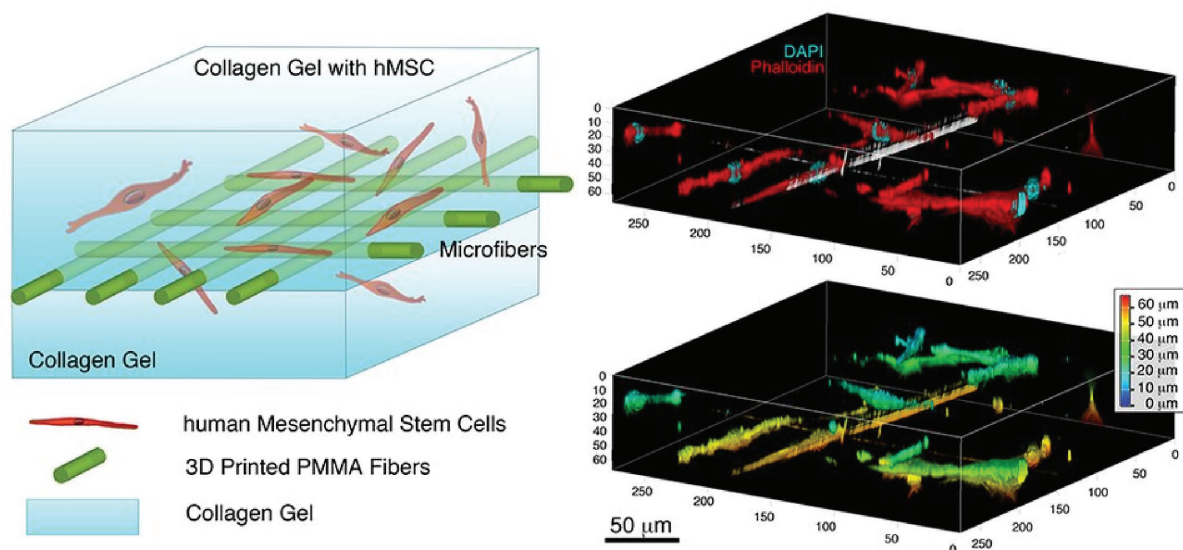 Collagen Gel with hMSC
Microfibers
Collagen Gel
human Mesenchymal Stem Cells
3D Printed PMMA Fibers
Collagen Gel
DAPI
Phalloidin
0
10
20
30
40
50
60
250
200
150
100
50
0
250
200
150
100
50
0
60 μm
50 μm
40 μm
30 μm
20 μm
10 μm
0 μm
0
10
20
30
40
50
60
250
200
150
100
50
0
250
200
150
100
50
0
50 μm